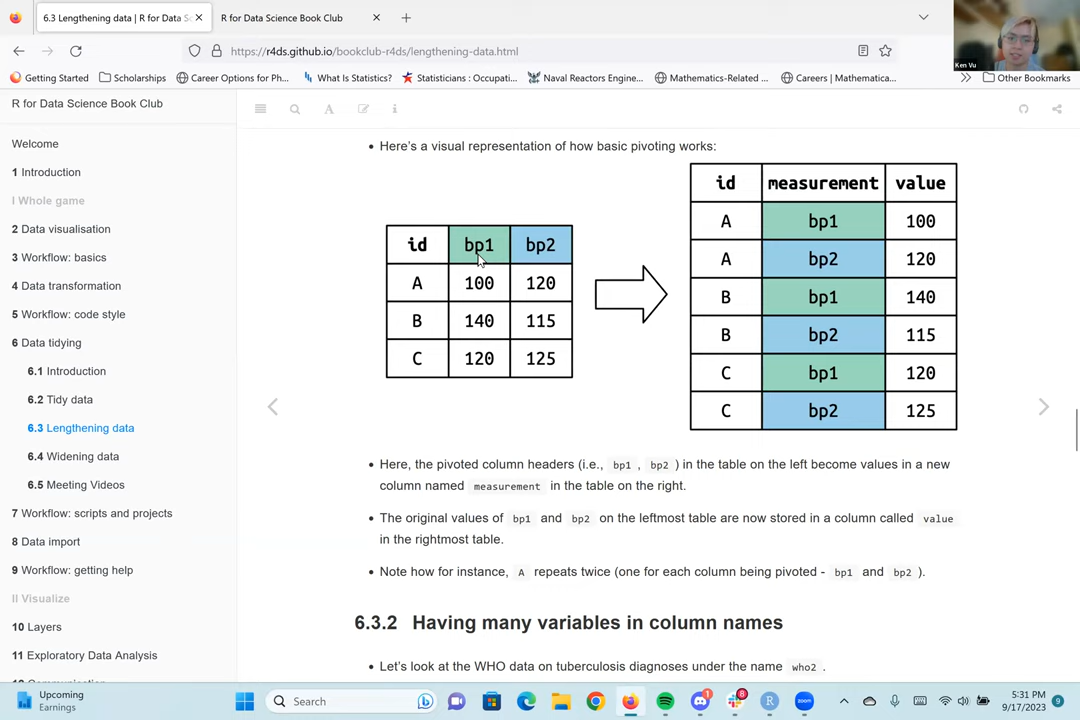 6.3 Lengthening data | R for Data Sc
R for Data Science Book Club
https://r4ds.github.io/bookclub-r4ds/lengthening-data.html
Ken Vu
Getting Started
Scholarships
Career Options for Ph...
What Is Statistics?
Statisticians : Occupati...
Naval Reactors Engine...
Mathematics-Related ...
Careers | Mathematica...
Other Bookmarks
R for Data Science Book Club
Welcome
1 Introduction
I Whole game
2 Data visualisation
3 Workflow: basics
4 Data transformation
5 Workflow: code style
6 Data tidying
6.1 Introduction
6.2 Tidy data
6.3 Lengthening data
6.4 Widening data
6.5 Meeting Videos
7 Workflow: scripts and projects
8 Data import
9 Workflow: getting help
II Visualize
10 Layers
11 Exploratory Data Analysis
• Here's a visual representation of how basic pivoting works:
id bp1 bp2
A 100 120
B 140 115
C 120 125
id measurement value
A bp1 100
A bp2 120
B bp1 140
B bp2 115
C bp1 120
C bp2 125
• Here, the pivoted column headers (i.e., bp1 , bp2 ) in the table on the left become values in a new
column named measurement in the table on the right.
• The original values of bp1 and bp2 on the leftmost table are now stored in a column called value
in the rightmost table.
• Note how for instance, A repeats twice (one for each column being pivoted - bp1 and bp2 ).
6.3.2 Having many variables in column names
• Let's look at the WHO data on tuberculosis diagnoses under the name who2 .
Upcoming
Earnings
Search
1
8
5:31 PM
9/17/2023
9